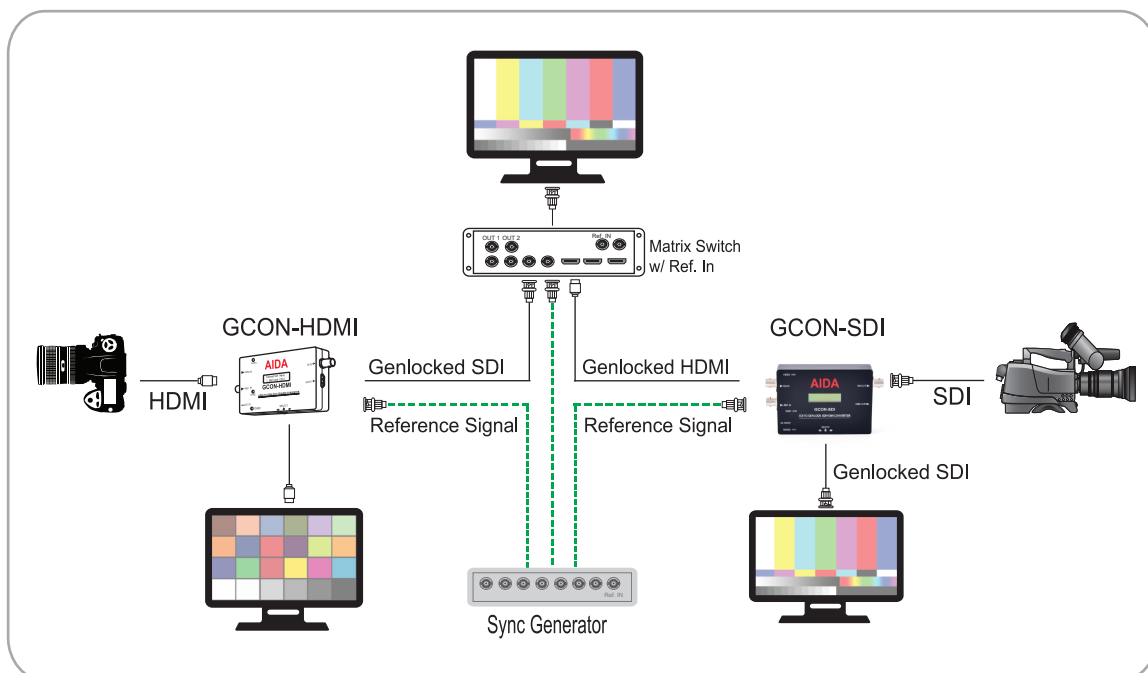 OUT 1 OUT 2
Ref. IN
Matrix Switch
w/ Ref. In
GCON-HDMI
GCON-SDI
AIDA
GCON-HDMI
Genlocked SDI
Genlocked HDMI
AIDA
GCON-SDI
HDMI
SDI
Reference Signal
Reference Signal
Genlocked SDI
Ref. IN
Sync Generator